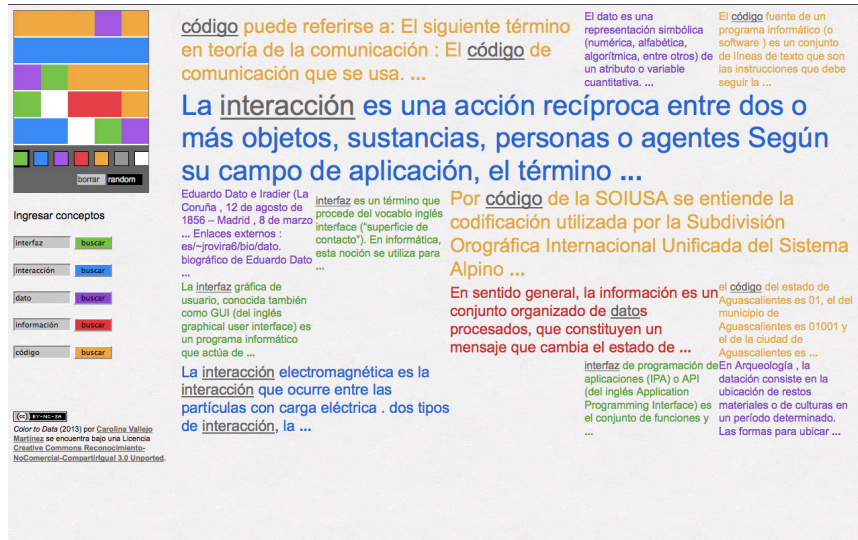 código puede referirse a: El siguiente término
en teoría de la comunicación : El código de
comunicación que se usa. ...
El dato es una
representación simbólica
(numérica, alfabética,
algorítmica, entre otros) de
un atributo o variable
cuantitativa. ...
El código fuente de un
programa informático (o
software ) es un conjunto
de líneas de texto que son
las instrucciones que debe
seguir la ...
La interacción es una acción recíproca entre dos o
más objetos, sustancias, personas o agentes Según
su campo de aplicación, el término ...
borrar random
Ingresar conceptos
interfaz buscar
interacción buscar
dato buscar
información buscar
código buscar
Eduardo Dato e Iradier (La
Coruña , 12 de agosto de
1856 – Madrid , 8 de marzo
... Enlaces externos :
es/~jrovira6/bio/dato.
biográfico de Eduardo Dato
...
interfaz es un término que
procede del vocablo inglés
interface (“superficie de
contacto”). En informática,
esta noción se utiliza para
...
Por código de la SOIUSA se entiende la
codificación utilizada por la Subdivisión
Orográfica Internacional Unificada del Sistema
Alpino ...
La interfaz gráfica de
usuario, conocida también
como GUI (del inglés
graphical user interface) es
un programa informático
que actúa de ...
En sentido general, la información es un
conjunto organizado de datos
procesados, que constituyen un
mensaje que cambia el estado de ...
el código del estado de
Aguascalientes es 01, el del
municipio de
Aguascalientes es 01001 y
el de la ciudad de
Aguascalientes es ...
La interacción electromagnética es la
interacción que ocurre entre las
partículas con carga eléctrica . dos tipos
de interacción, la ...
interfaz de programación de
aplicaciones (IPA) o API
(del inglés Application
Programming Interface) es
el conjunto de funciones y
...
En Arqueología , la
datación consiste en la
ubicación de restos
materiales o de culturas en
un período determinado.
Las formas para ubicar ...
(cc) BY-NC-SA
Color to Data (2013) por Carolina Vallejo
Martínez se encuentra bajo una Licencia
Creative Commons Reconocimiento-
NoComercial-CompartirIgual 3.0 Unported.